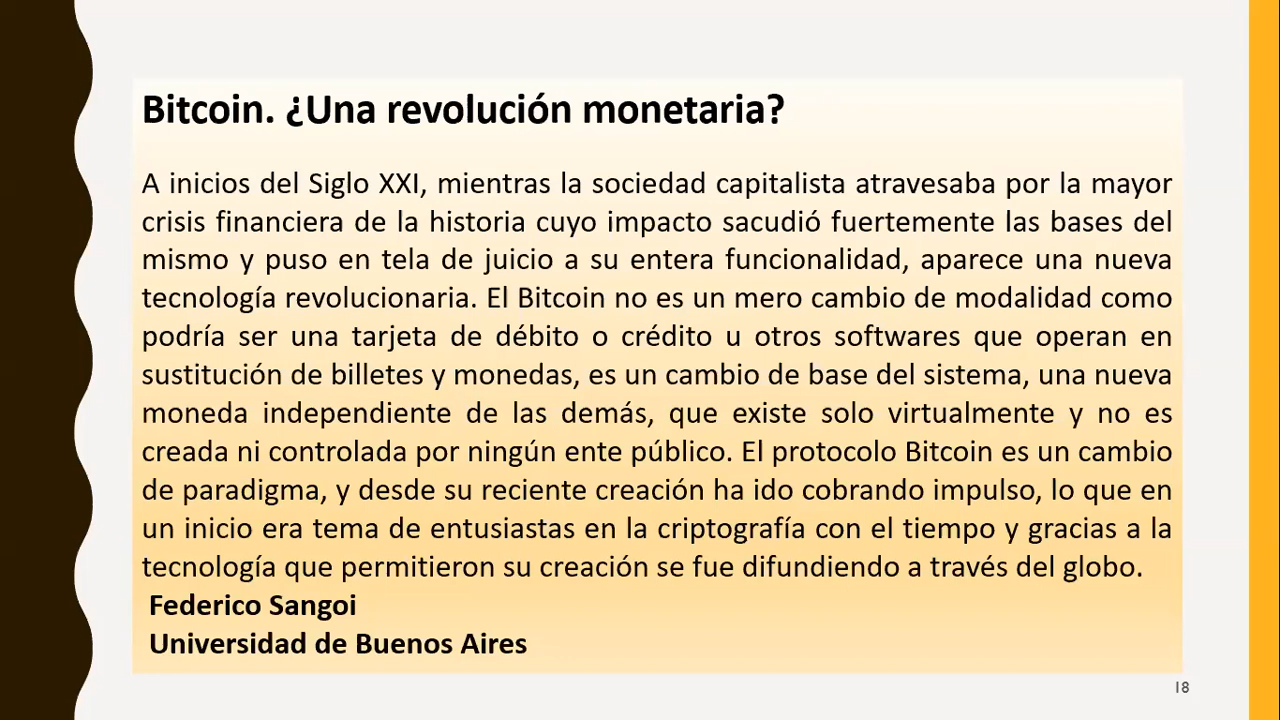 Bitcoin. ¿Una revolución monetaria?
A inicios del Siglo XXI, mientras la sociedad capitalista atravesaba por la mayor
crisis financiera de la historia cuyo impacto sacudió fuertemente las bases del
mismo y puso en tela de juicio a su entera funcionalidad, aparece una nueva
tecnología revolucionaria. El Bitcoin no es un mero cambio de modalidad como
podría ser una tarjeta de débito o crédito u otros softwares que operan en
sustitución de billetes y monedas, es un cambio de base del sistema, una nueva
moneda independiente de las demás, que existe solo virtualmente y no es
creada ni controlada por ningún ente público. El protocolo Bitcoin es un cambio
de paradigma, y desde su reciente creación ha ido cobrando impulso, lo que en
un inicio era tema de entusiastas en la criptografía con el tiempo y gracias a la
tecnología que permitieron su creación se fue difundiendo a través del globo.
Federico Sangoi
Universidad de Buenos Aires
18